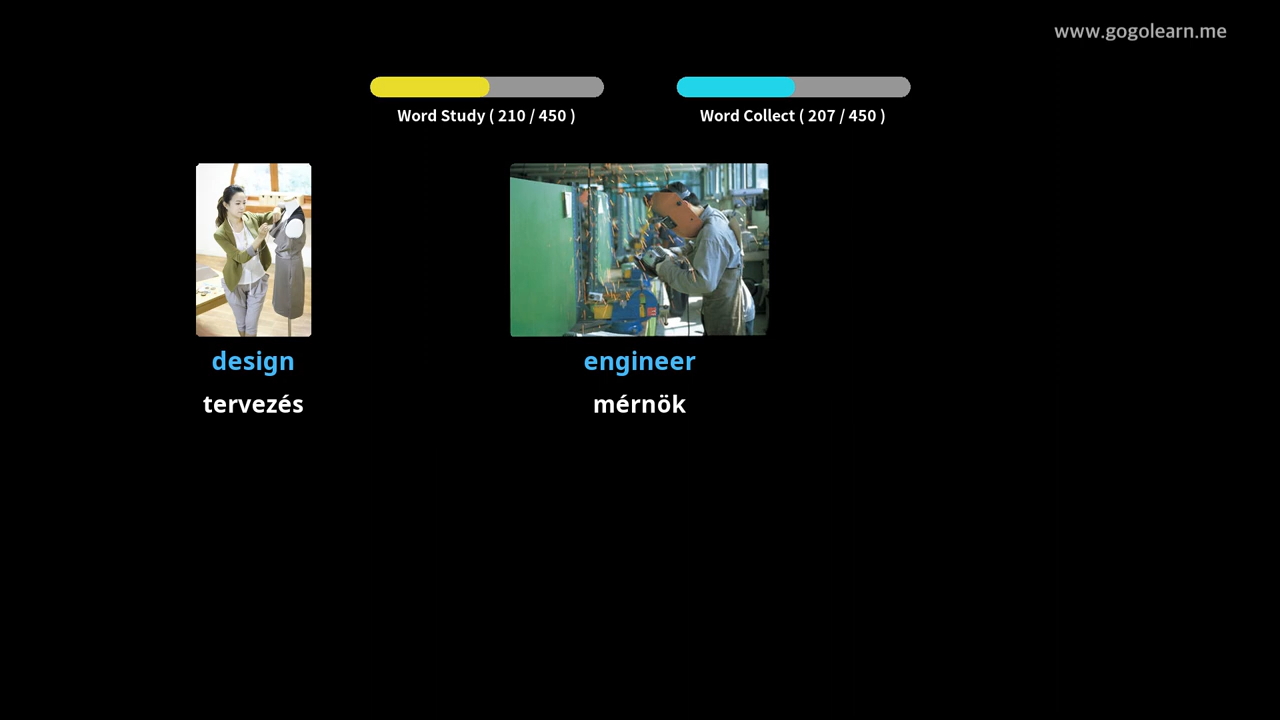 www.gogolearn.me
Word Study ( 210 / 450 )
Word Collect ( 207 / 450 )
design
engineer
tervezés
mérnök